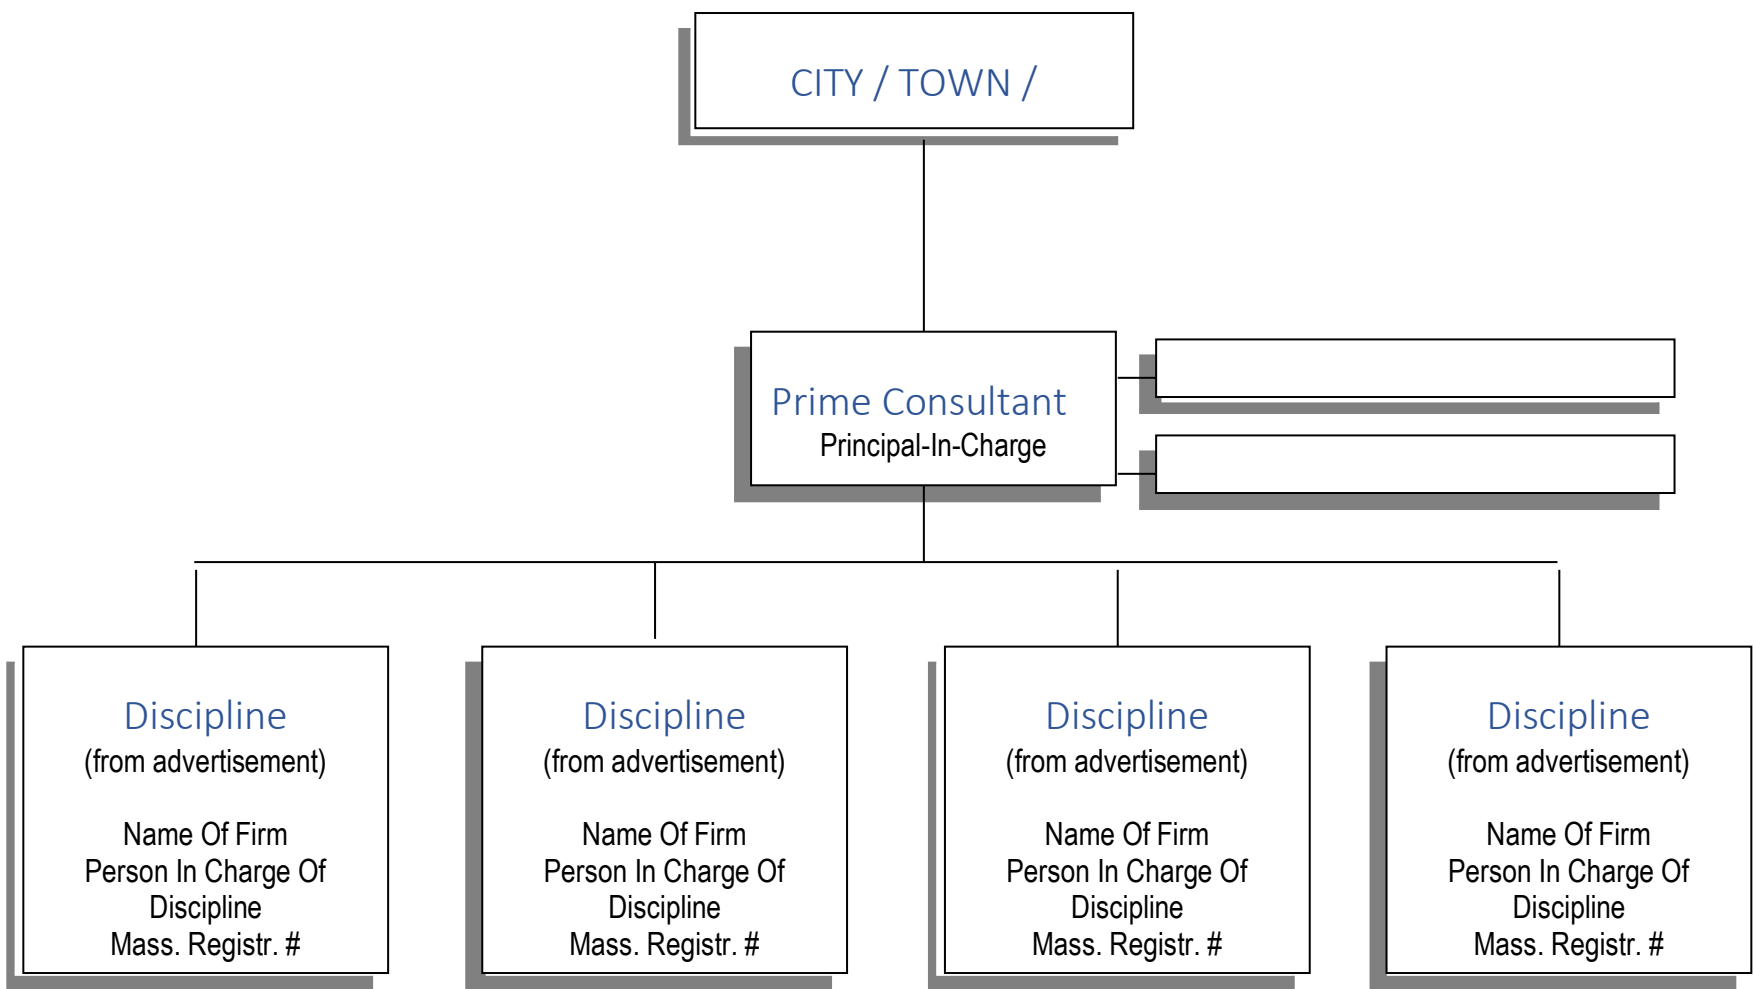 CITY / TOWN /
Prime Consultant
Principal-In-Charge
Discipline
(from advertisement)
Name Of Firm
Person In Charge Of
Discipline
Mass. Registr. #
Discipline
(from advertisement)
Name Of Firm
Person In Charge Of
Discipline
Mass. Registr. #
Discipline
(from advertisement)
Name Of Firm
Person In Charge Of
Discipline
Mass. Registr. #
Discipline
(from advertisement)
Name Of Firm
Person In Charge Of
Discipline
Mass. Registr. #